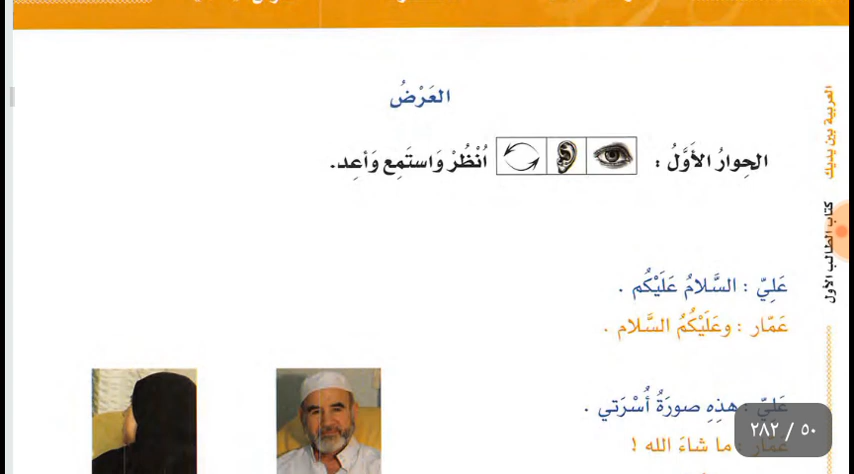 العَرْضُ
الحِوارُ الأَوَّلُ : اُنْظُرْ وَاستَمِع وَأعِد.
عَلِيّ : السَّلامُ عَلَيْكُم .
عَمّار : وعَلَيْكُمُ السَّلام .
عَلِيّ : هذِهِ صورَةُ أُسْرَتي .
عَمّار : ما شاءَ الله !
٥٠ / ٢٨٢
العربية بين يديك
كتاب الطالب الأول